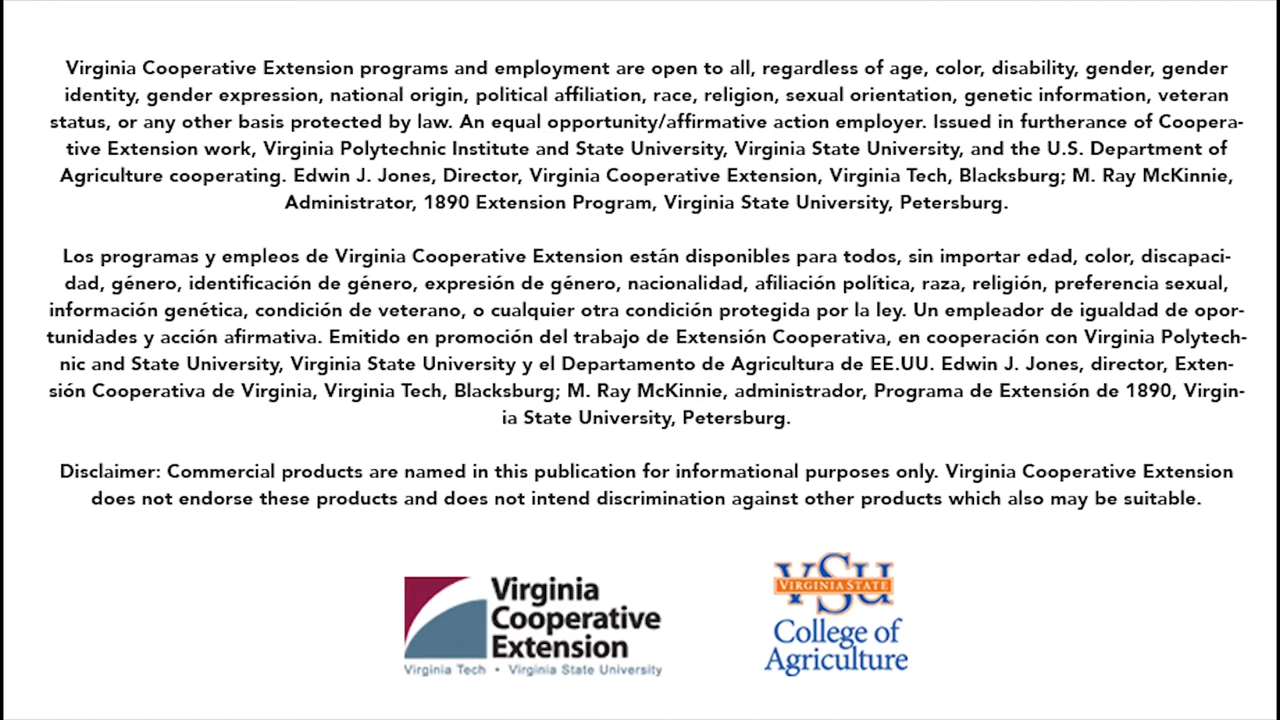 Virginia Cooperative Extension programs and employment are open to all, regardless of age, color, disability, gender, gender
identity, gender expression, national origin, political affiliation, race, religion, sexual orientation, genetic information, veteran
status, or any other basis protected by law. An equal opportunity/affirmative action employer. Issued in furtherance of Coopera-
tive Extension work, Virginia Polytechnic Institute and State University, Virginia State University, and the U.S. Department of
Agriculture cooperating. Edwin J. Jones, Director, Virginia Cooperative Extension, Virginia Tech, Blacksburg; M. Ray McKinnie,
Administrator, 1890 Extension Program, Virginia State University, Petersburg.
Los programas y empleos de Virginia Cooperative Extension están disponibles para todos, sin importar edad, color, discapaci-
dad, género, identificación de género, expresión de género, nacionalidad, afiliación política, raza, religión, preferencia sexual,
información genética, condición de veterano, o cualquier otra condición protegida por la ley. Un empleador de igualdad de opor-
tunidades y acción afirmativa. Emitido en promoción del trabajo de Extensión Cooperativa, en cooperación con Virginia Polytech-
nic and State University, Virginia State University y el Departamento de Agricultura de EE.UU. Edwin J. Jones, director, Exten-
sión Cooperativa de Virginia, Virginia Tech, Blacksburg; M. Ray McKinnie, administrador, Programa de Extensión de 1890, Virgin-
ia State University, Petersburg.
Disclaimer: Commercial products are named in this publication for informational purposes only. Virginia Cooperative Extension
does not endorse these products and does not intend discrimination against other products which also may be suitable.
Virginia
Cooperative
Extension
Virginia Tech • Virginia State University
VSU
VIRGINIA STATE
College of
Agriculture